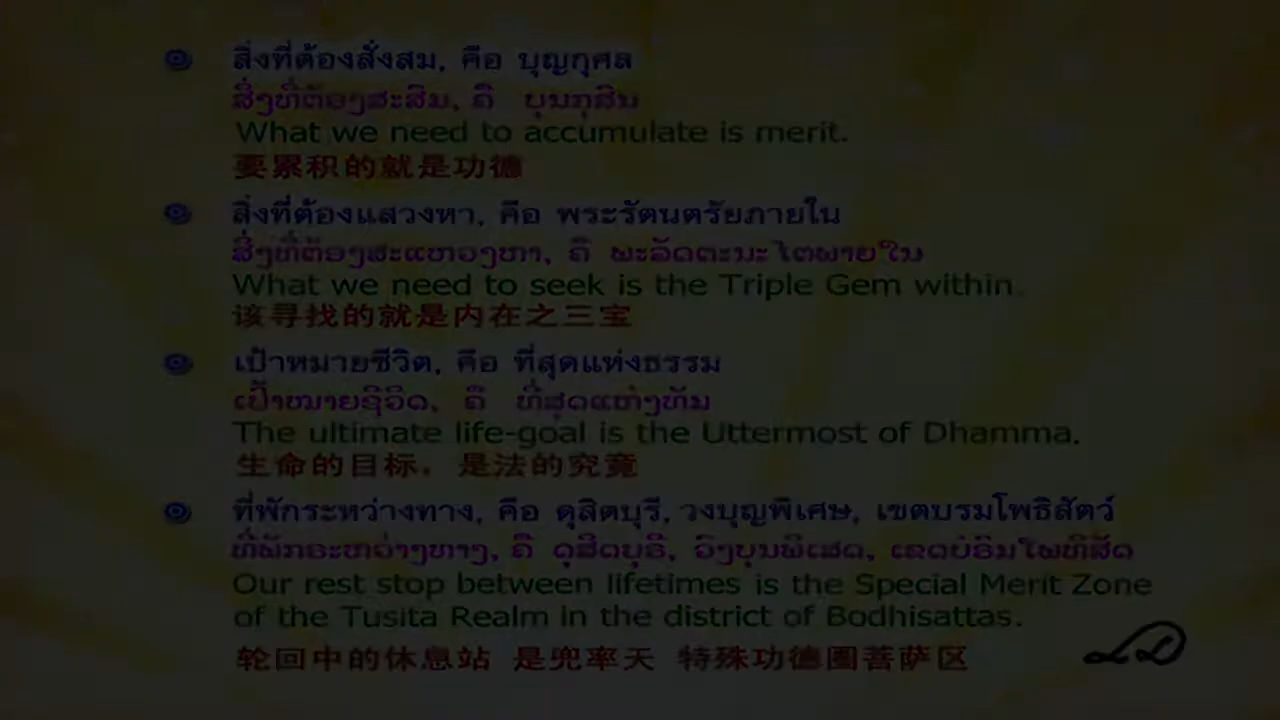 สิ่งที่ต้องสั่งสม, คือ บุญกุศล
ສິ່ງທີ່ຕ້ອງສະສົມ, ຄື ບຸນກຸສົນ
What we need to accumulate is merit.
要累积的就是功德
สิ่งที่ต้องแสวงหา, คือ พระรัตนตรัยภายใน
ສິ່ງທີ່ຕ້ອງສະແຫວງຫາ, ຄື ພະລັດຕະນະໄຕພາຍໃນ
What we need to seek is the Triple Gem within.
该寻找的就是内在之三宝
เป้าหมายชีวิต, คือ ที่สุดแห่งธรรม
ເປົ້າໝາຍຊີວິດ, ຄື ທີ່ສຸດແຫ່ງທັມ
The ultimate life-goal is the Uttermost of Dhamma.
生命的目标, 是法的究竟
ที่พักระหว่างทาง, คือ ดุสิตบุรี, วงบุญพิเศษ, เขตบรมโพธิสัตว์
ທີ່ພັກຣະຫວ່າງທາງ, ຄື ດຸສິດບຸຣີ, ວົງບຸນພິເສດ, ເຂດບໍຣົມໂພທິສັດ
Our rest stop between lifetimes is the Special Merit Zone
of the Tusita Realm in the district of Bodhisattas.
轮回中的休息站 是兜率天 特殊功德圈菩萨区